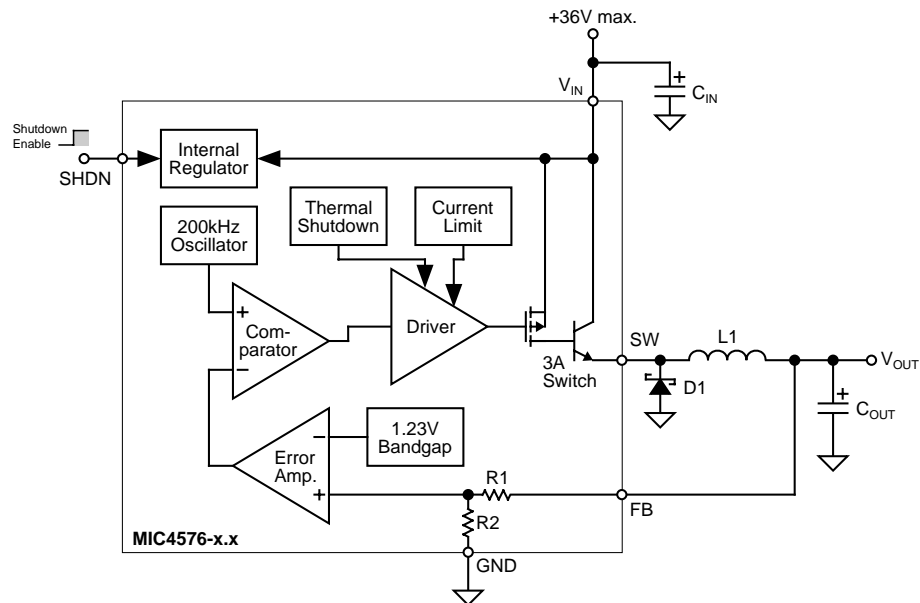 +36V max.
VIN
CIN
Shutdown
Enable
SHDN
Internal
Regulator
200kHz
Oscillator
Thermal
Shutdown
Current
Limit
+
Com-
parator
−
Driver
3A
Switch
SW
L1
VOUT
D1
+
COUT
+
Error
Amp.
−
+
1.23V
Bandgap
R1
R2
FB
MIC4576-x.x
GND